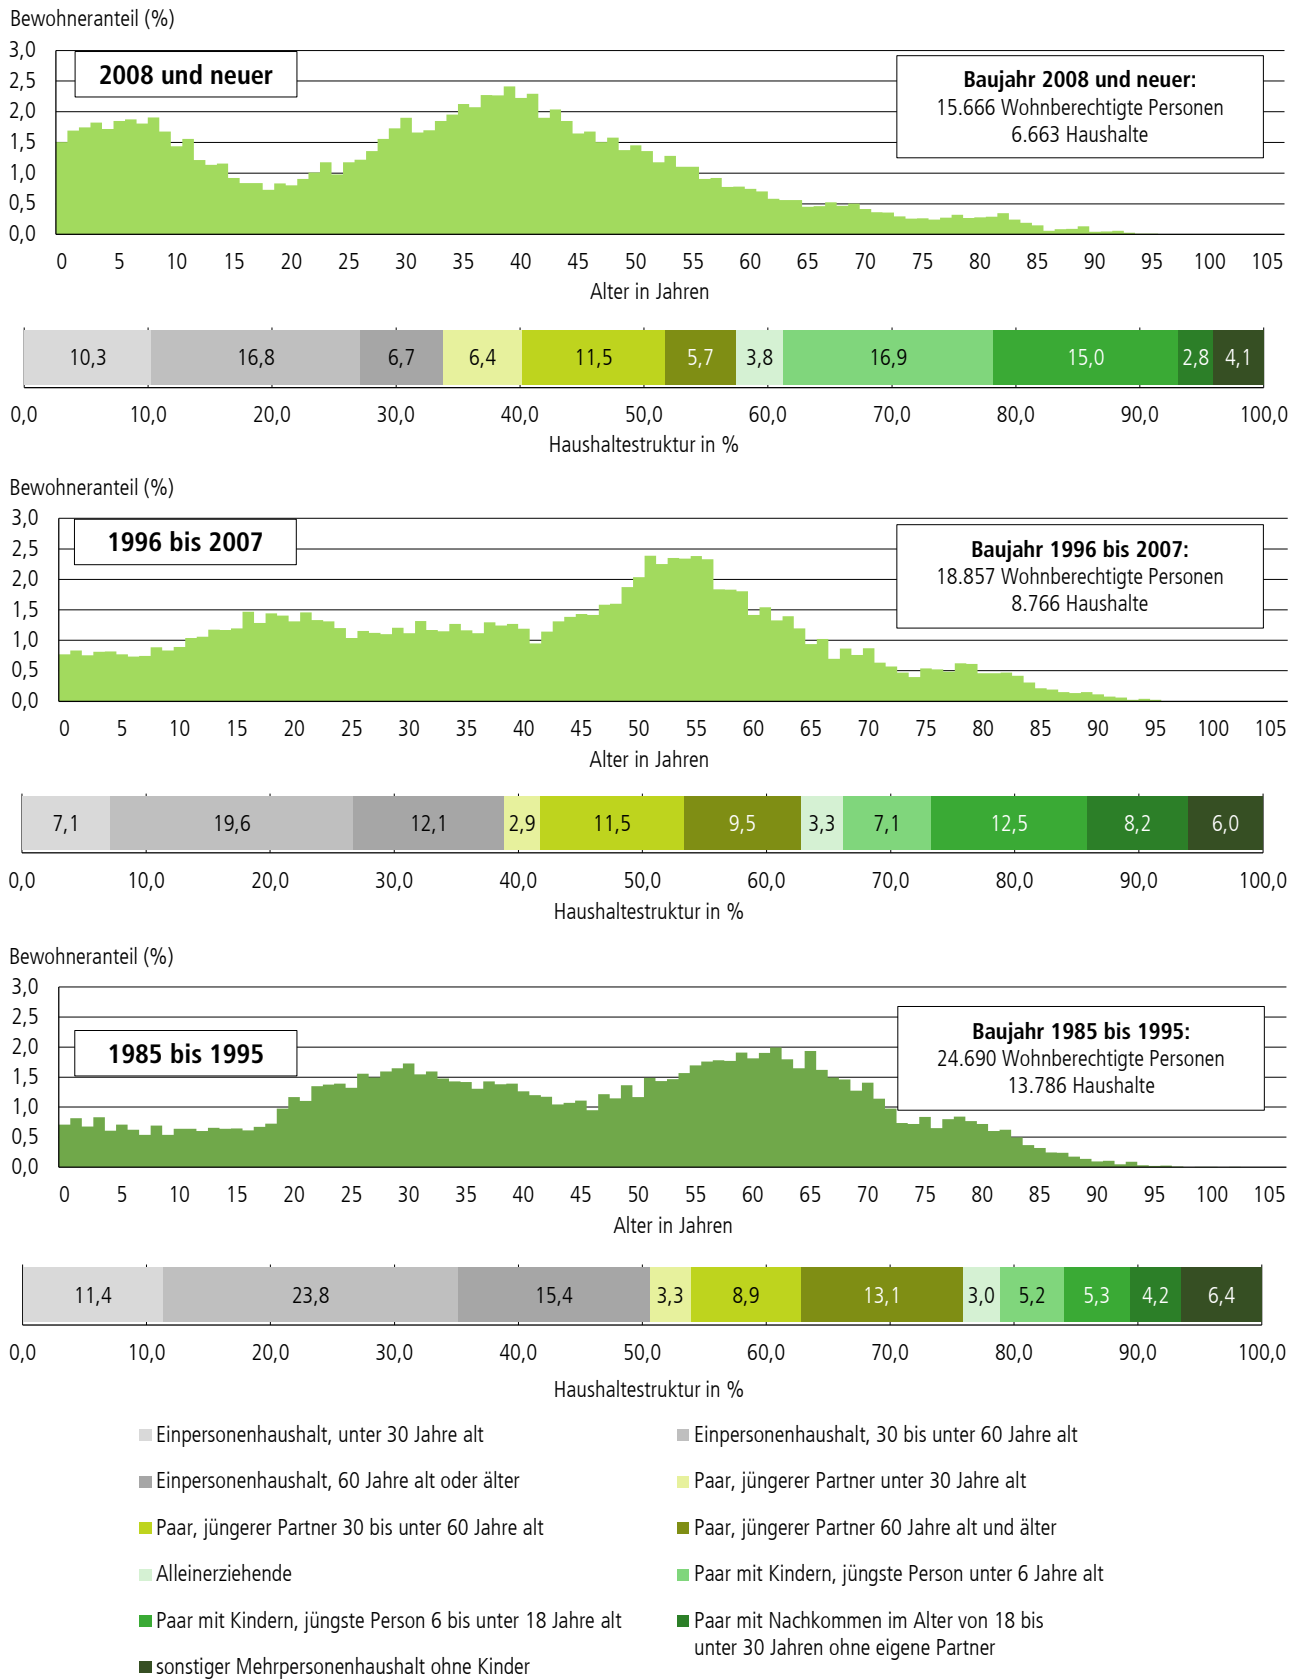 Bewohneranteil (%)
3,0
2,5
2,0
1,5
1,0
0,5
0,0
2008 und neuer
Baujahr 2008 und neuer:
15.666 Wohnberechtigte Personen
6.663 Haushalte
0 5 10 15 20 25 30 35 40 45 50 55 60 65 70 75 80 85 90 95 100 105
Alter in Jahren
10,3 16,8 6,7 6,4 11,5 5,7 3,8 16,9 15,0 2,8 4,1
0,0 10,0 20,0 30,0 40,0 50,0 60,0 70,0 80,0 90,0 100,0
Haushaltestruktur in %
Bewohneranteil (%)
3,0
2,5
2,0
1,5
1,0
0,5
0,0
1996 bis 2007
Baujahr 1996 bis 2007:
18.857 Wohnberechtigte Personen
8.766 Haushalte
0 5 10 15 20 25 30 35 40 45 50 55 60 65 70 75 80 85 90 95 100 105
Alter in Jahren
7,1 19,6 12,1 2,9 11,5 9,5 3,3 7,1 12,5 8,2 6,0
0,0 10,0 20,0 30,0 40,0 50,0 60,0 70,0 80,0 90,0 100,0
Haushaltestruktur in %
Bewohneranteil (%)
3,0
2,5
2,0
1,5
1,0
0,5
0,0
1985 bis 1995
Baujahr 1985 bis 1995:
24.690 Wohnberechtigte Personen
13.786 Haushalte
0 5 10 15 20 25 30 35 40 45 50 55 60 65 70 75 80 85 90 95 100 105
Alter in Jahren
11,4 23,8 15,4 3,3 8,9 13,1 3,0 5,2 5,3 4,2 6,4
0,0 10,0 20,0 30,0 40,0 50,0 60,0 70,0 80,0 90,0 100,0
Haushaltestruktur in %
Einpersonenhaushalt, unter 30 Jahre alt
Einpersonenhaushalt, 30 bis unter 60 Jahre alt
Einpersonenhaushalt, 60 Jahre alt oder älter
Paar, jüngerer Partner unter 30 Jahre alt
Paar, jüngerer Partner 30 bis unter 60 Jahre alt
Paar, jüngerer Partner 60 Jahre alt und älter
Alleinerziehende
Paar mit Kindern, jüngste Person unter 6 Jahre alt
Paar mit Kindern, jüngste Person 6 bis unter 18 Jahre alt
Paar mit Nachkommen im Alter von 18 bis
unter 30 Jahren ohne eigene Partner
sonstiger Mehrpersonenhaushalt ohne Kinder